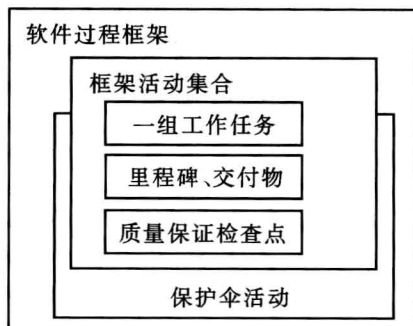 软件过程框架
框架活动集合
一组工作任务
里程碑、交付物
质量保证检查点
保护伞活动